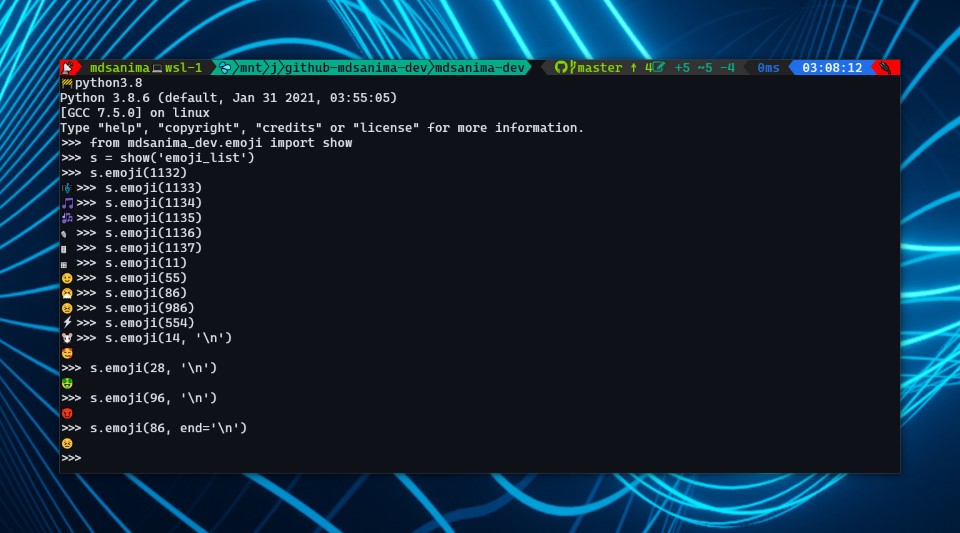 mdsanima💻wsl-1 mnt j github-mdsanima-dev mdsanima-dev master ↑ 4 +5 ~5 -4 0ms 03:08:12
🚧python3.8
Python 3.8.6 (default, Jan 31 2021, 03:55:05)
[GCC 7.5.0] on linux
Type "help", "copyright", "credits" or "license" for more information.
>>> from mdsanima_dev.emoji import show
>>> s = show('emoji_list')
>>> s.emoji(1132)
🎼>>> s.emoji(1133)
🎵>>> s.emoji(1134)
🎶>>> s.emoji(1135)
>>> s.emoji(1136)
>>> s.emoji(1137)
>>> s.emoji(11)
😉>>> s.emoji(55)
😷>>> s.emoji(86)
😣>>> s.emoji(986)
⚡>>> s.emoji(554)
🐭>>> s.emoji(14, '\n')
🥰
>>> s.emoji(28, '\n')
🤑
>>> s.emoji(96, '\n')
😡
>>> s.emoji(86, end='\n')
😣
>>>